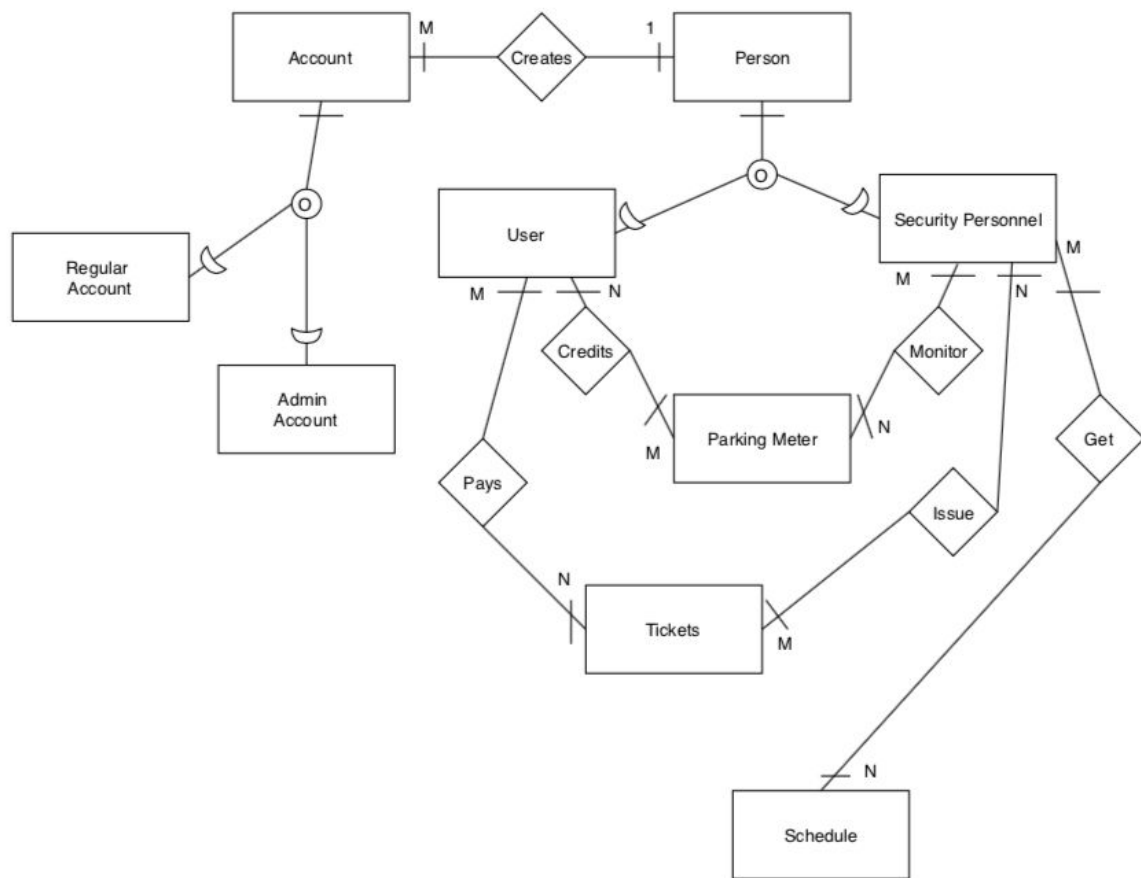 M
1
Account
Creates
Person
O
O
User
Security Personnel
Regular
Account
M
N
M
N
M
Credits
Monitor
Admin
Account
Parking Meter
M
N
Get
Pays
Issue
N
Tickets
M
N
Schedule